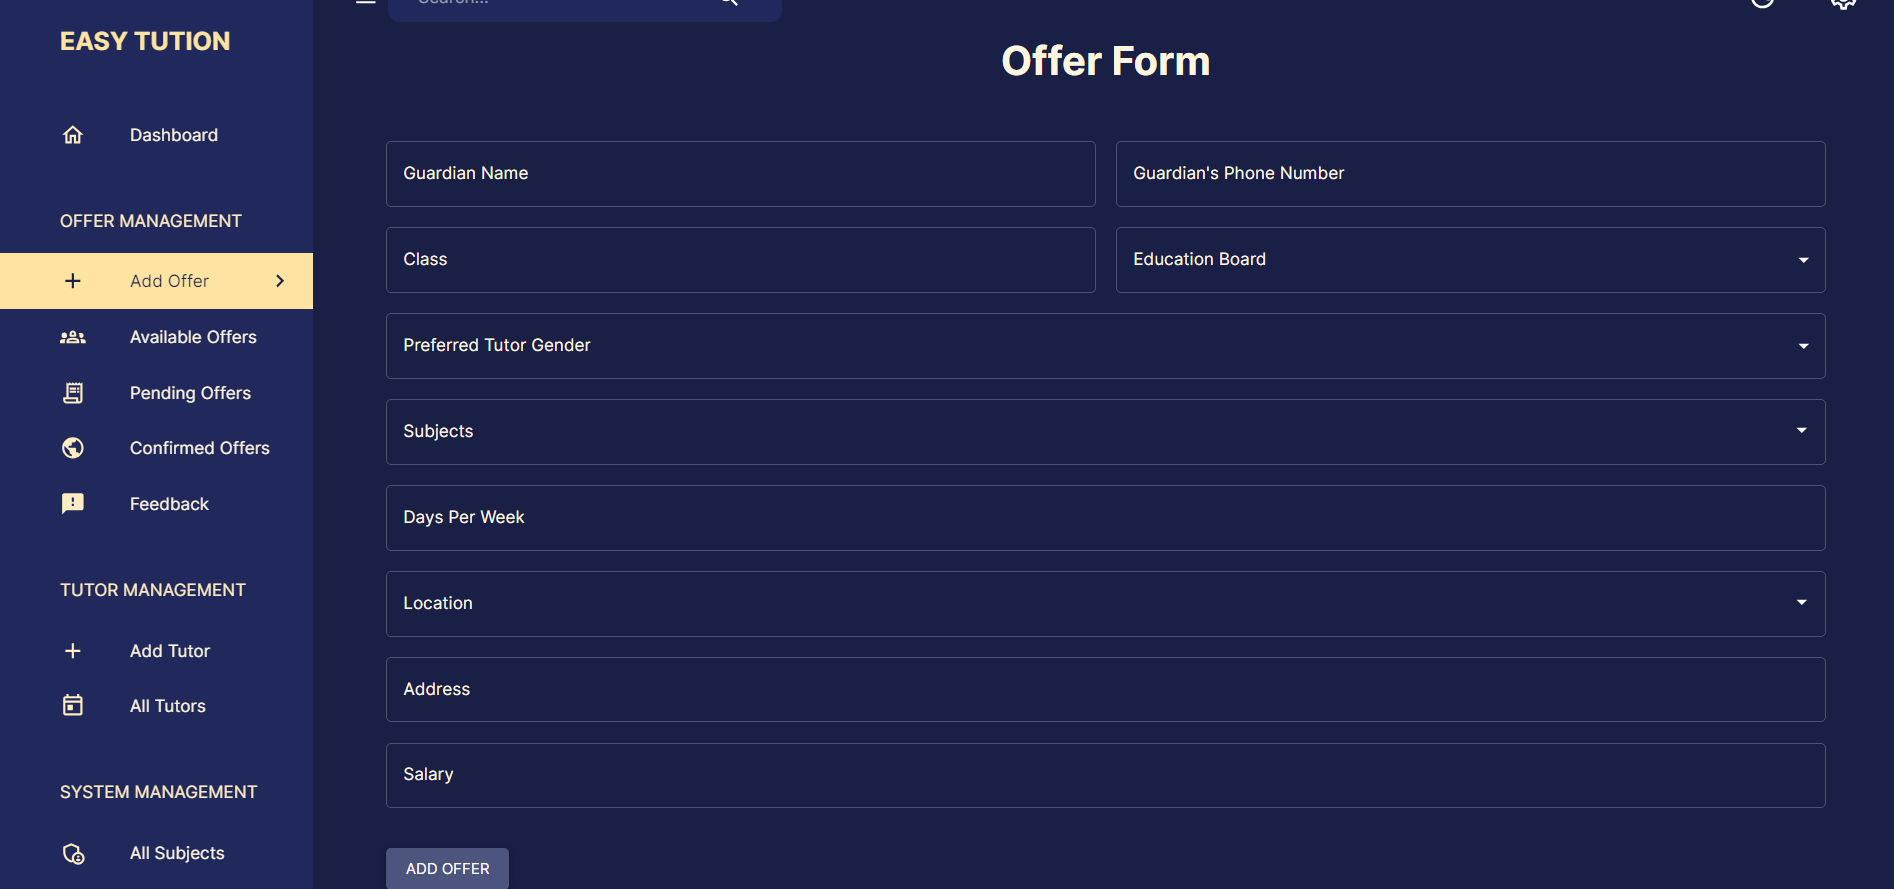 Search...
EASY TUTION
Dashboard
OFFER MANAGEMENT
Add Offer
Available Offers
Pending Offers
Confirmed Offers
Feedback
TUTOR MANAGEMENT
Add Tutor
All Tutors
SYSTEM MANAGEMENT
All Subjects
Offer Form
Guardian Name
Guardian's Phone Number
Class
Education Board
Preferred Tutor Gender
Subjects
Days Per Week
Location
Address
Salary
ADD OFFER